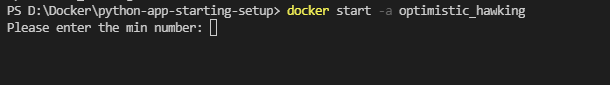 PS D:\Docker\python-app-starting-setup> docker start -a optimistic_hawking
Please enter the min number: